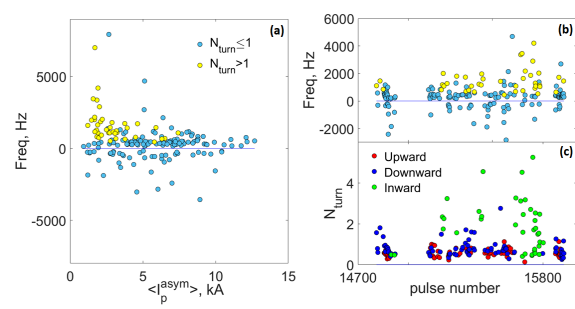 (a)
N_turn≤1
N_turn>1
5000
0
-5000
Freq, Hz
0
5
10
15
<I_p^asym>, kA
(b)
6000
4000
2000
0
-2000
Freq, Hz
(c)
Upward
Downward
Inward
4
2
0
N_turn
14700
15800
pulse number